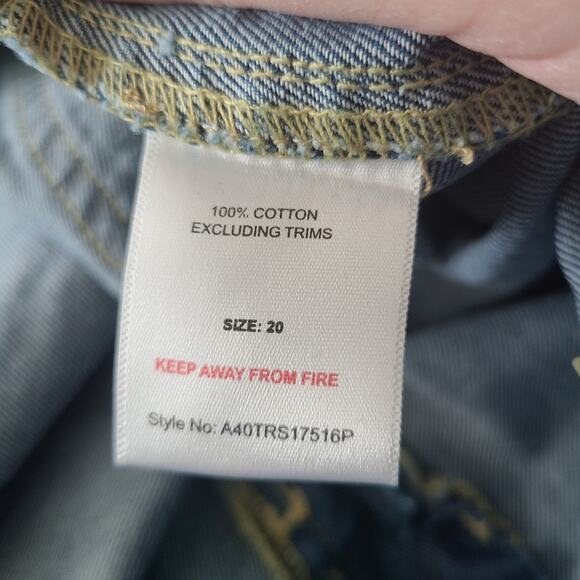 100% COTTON
EXCLUDING TRIMS
SIZE: 20
KEEP AWAY FROM FIRE
Style No: A40TRS17516P